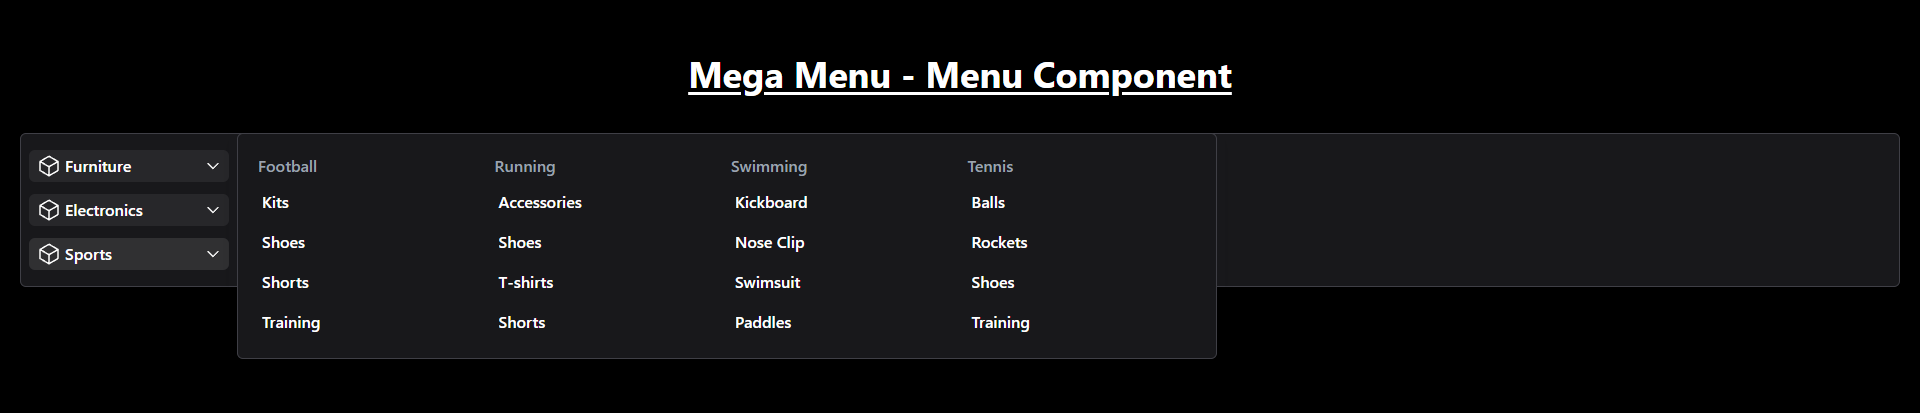 Mega Menu - Menu Component
Furniture
Electronics
Sports
Football
Kits
Shoes
Shorts
Training
Running
Accessories
Shoes
T-shirts
Shorts
Swimming
Kickboard
Nose Clip
Swimsuit
Paddles
Tennis
Balls
Rockets
Shoes
Training